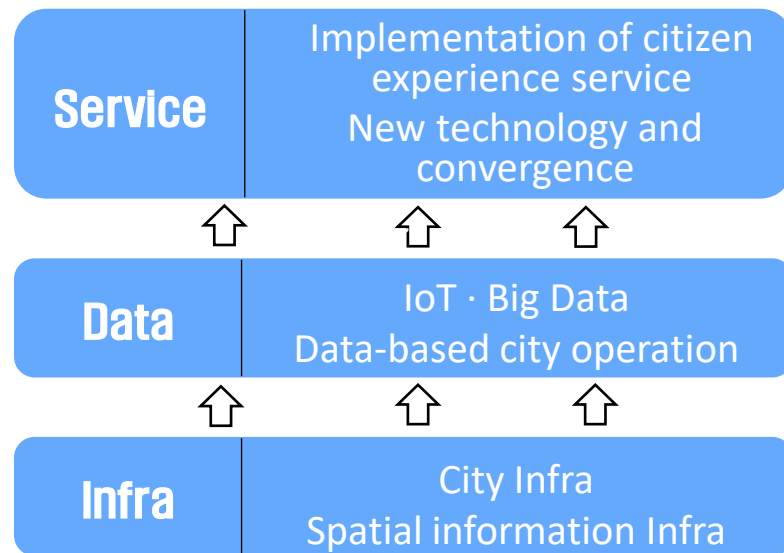 Service
Implementation of citizen
experience service
New technology and
convergence
Data
IoT · Big Data
Data-based city operation
Infra
City Infra
Spatial information Infra